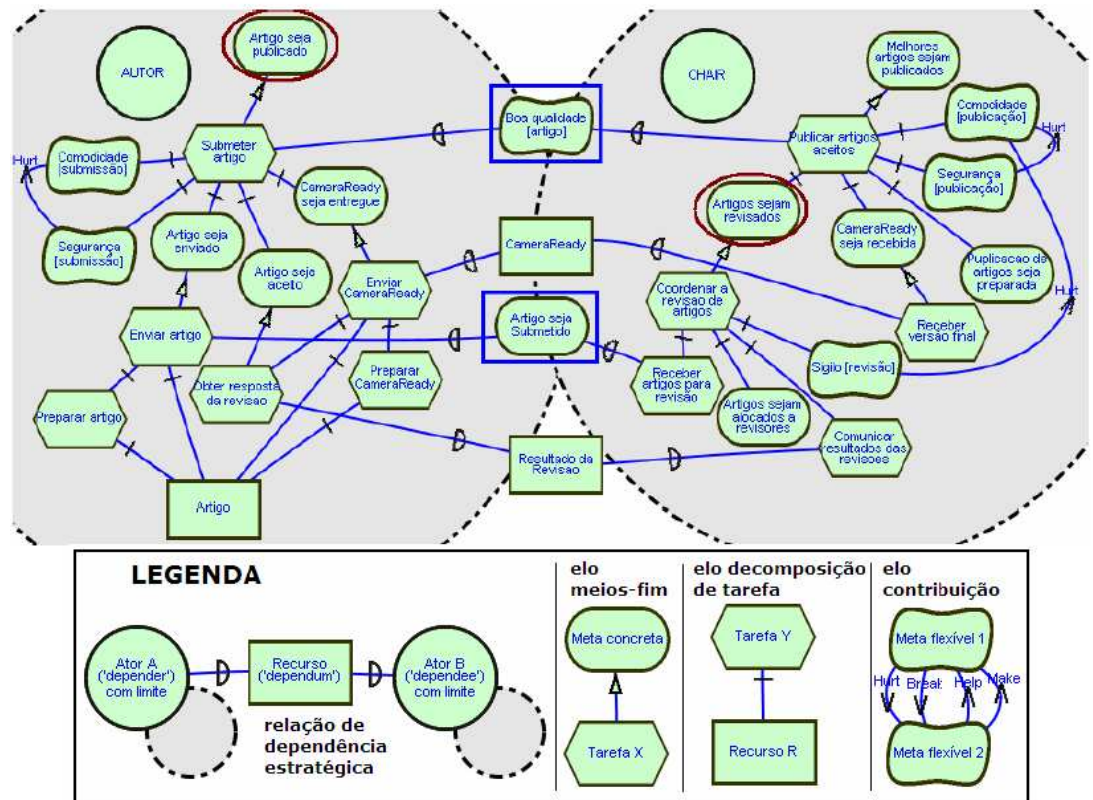 Artigo seja
publicado
AUTOR
CHAIR
Melhores
artigos sejam
publicados
Boa qualidade
[artigo]
Submeter
artigo
Publicar artigos
aceitos
Comodidade
[publicação]
Hurt
Hurt
Comodicade
[submissão]
CameraReady
seja entregue
Segurança
[publicação]
Artigos sejam
revisados
Artigo seja
enviado
Segurança
[submissão]
CameraReady
seja recebida
CameraReady
Artigo seja
aceito
Enviar
CameraReady
Coordenar a
revisão de
artigos
Puplicacao de
artigos seja
preparada
Hurt
Enviar artigo
Artigo seja
Submetido
Receber
versão final
Preparar
CameraReady
Sigilo [revisão]
Obter resposta
da revisão
Receber
artigos para
revisão
Preparar artigo
Artigos sejam
alocados a
revisores
Comunicar
resultados das
revisões
Resultado da
Revisao
Artigo
LEGENDA
elo
meios-fim
elo decomposição
de tarefa
elo
contribuição
Ator A
('depender')
com limite
Recurso
('dependum')
Ator B
('dependee')
com limite
relação de
dependência
estratégica
Meta concreta
Tarefa X
Tarefa Y
Recurso R
Meta flexível 1
Hurt Break Help Make
Meta flexível 2